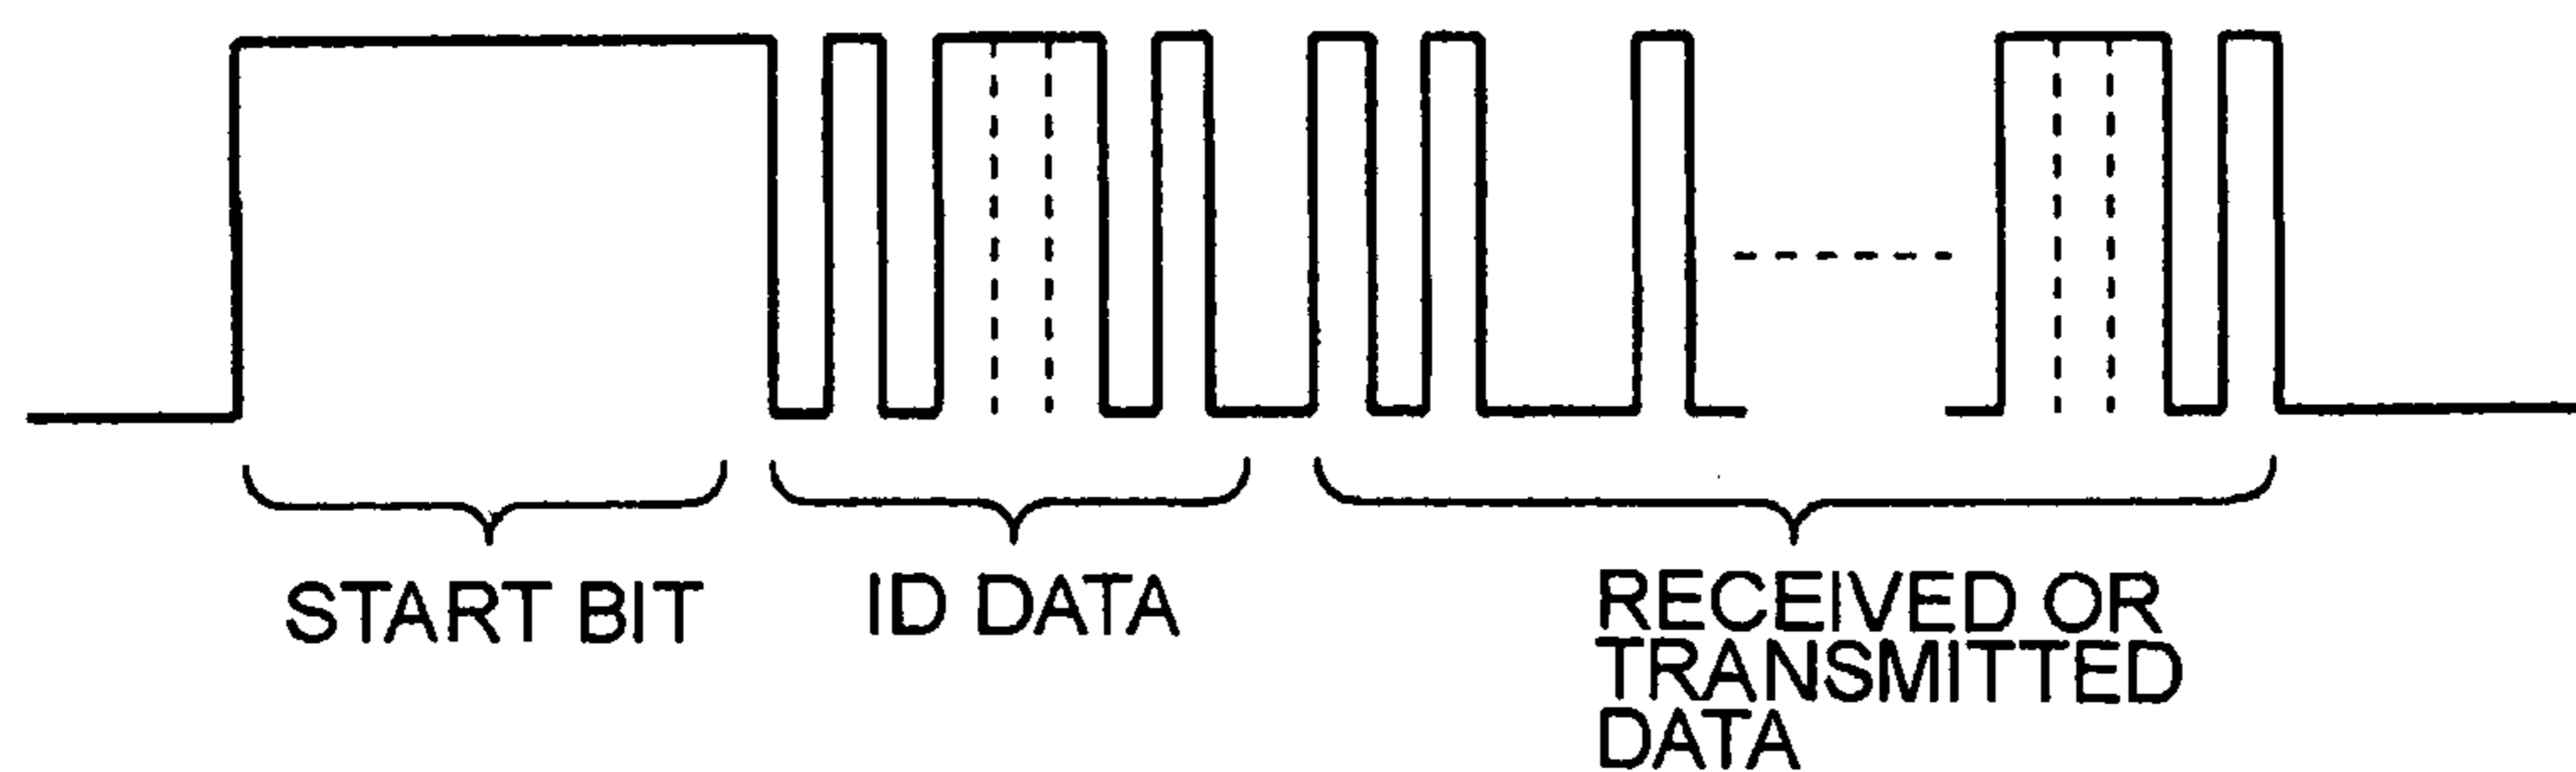 START BIT
ID DATA
RECEIVED OR
TRANSMITTED
DATA